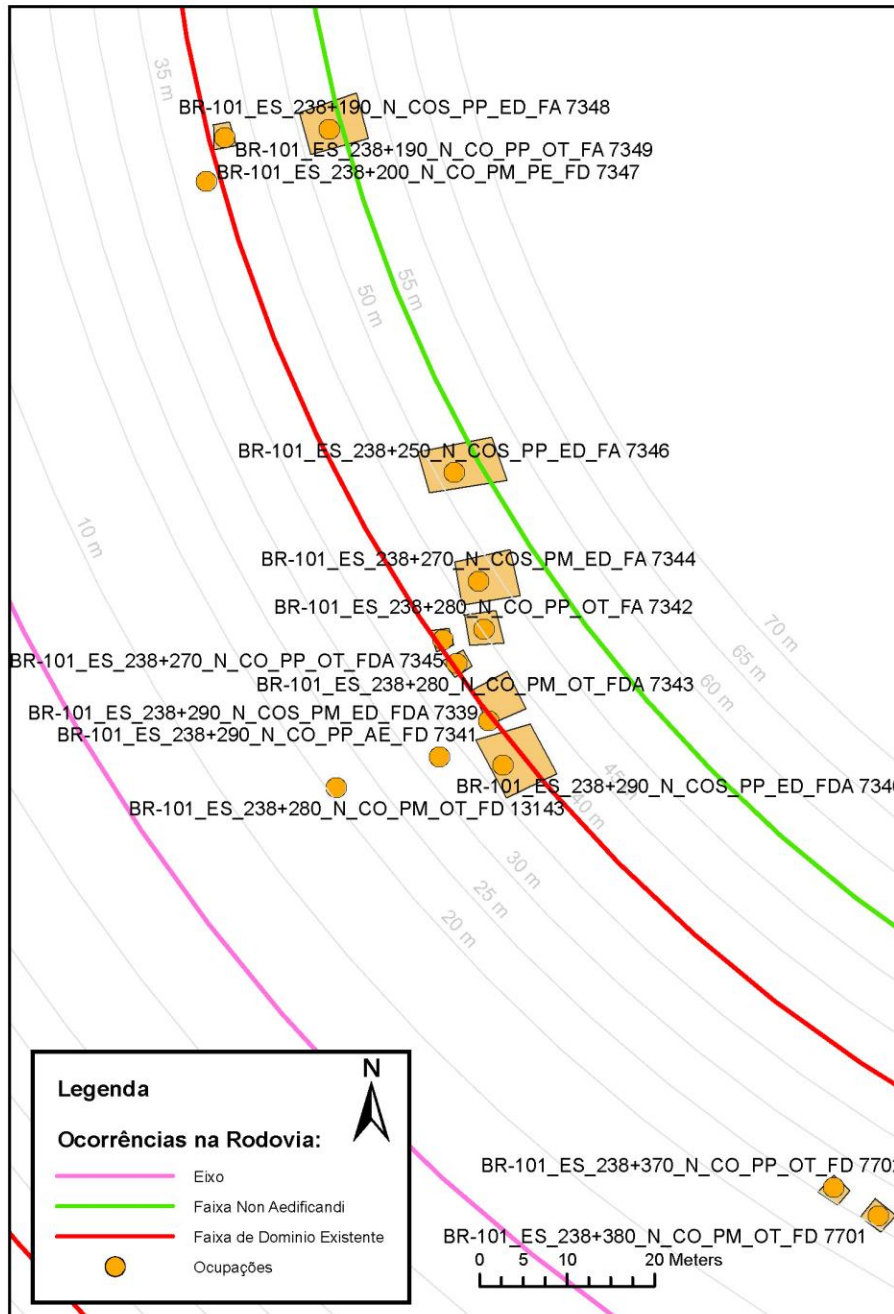 35 m
BR-101_ES_238+190_N_COS_PP_ED_FA 7348
BR-101_ES_238+190_N_CO_PP_OT_FA 7349
BR-101_ES_238+200_N_CO_PM_PE_FD 7347
55 m
50 m
BR-101_ES_238+250_N_COS_PP_ED_FA 7346
10 m
BR-101_ES_238+270_N_COS_PM_ED_FA 7344
BR-101_ES_238+280_N_CO_PP_OT_FA 7342
70 m
BR-101_ES_238+270_N_CO_PP_OT_FDA 7345
65 m
BR-101_ES_238+280_N_CO_PM_OT_FDA 7343
60 m
BR-101_ES_238+290_N_COS_PM_ED_FDA 7339
BR-101_ES_238+290_N_CO_PP_AE_FD 7341
BR-101_ES_238+290_N_COS_PP_ED_FDA 7340
45 m
BR-101_ES_238+280_N_CO_PM_OT_FD 13143
40 m
30 m
25 m
20 m
N
Legenda
Ocorrências na Rodovia:
Eixo
Faixa Non Aedificandi
Faixa de Dominio Existente
Ocupações
BR-101_ES_238+370_N_CO_PP_OT_FD 7702
BR-101_ES_238+380_N_CO_PM_OT_FD 7701
0 5 10 20 Meters